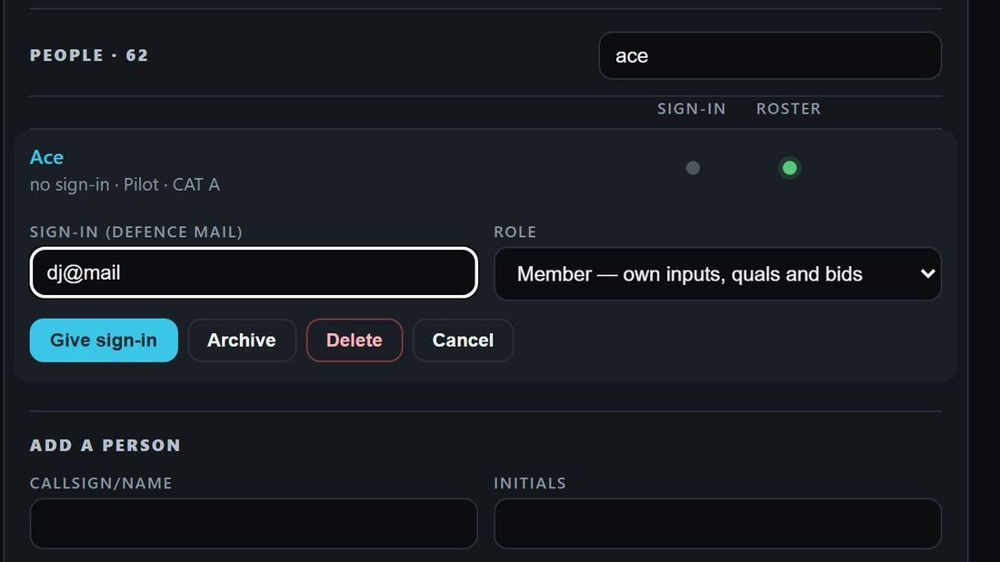 PEOPLE · 62
ace
SIGN-IN ROSTER
Ace
no sign-in · Pilot · CAT A
SIGN-IN (DEFENCE MAIL) ROLE
dj@mail Member — own inputs, quals and bids
Give sign-in Archive Delete Cancel
ADD A PERSON
CALLSIGN/NAME INITIALS